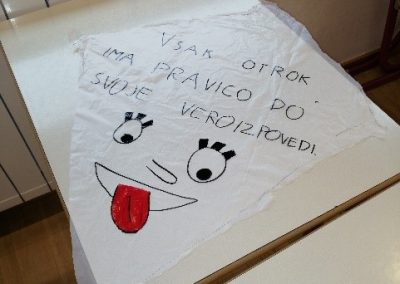 VSAK OTROK
IMA PRAVICO DO
SVOJE VEROIZPOVEDI.